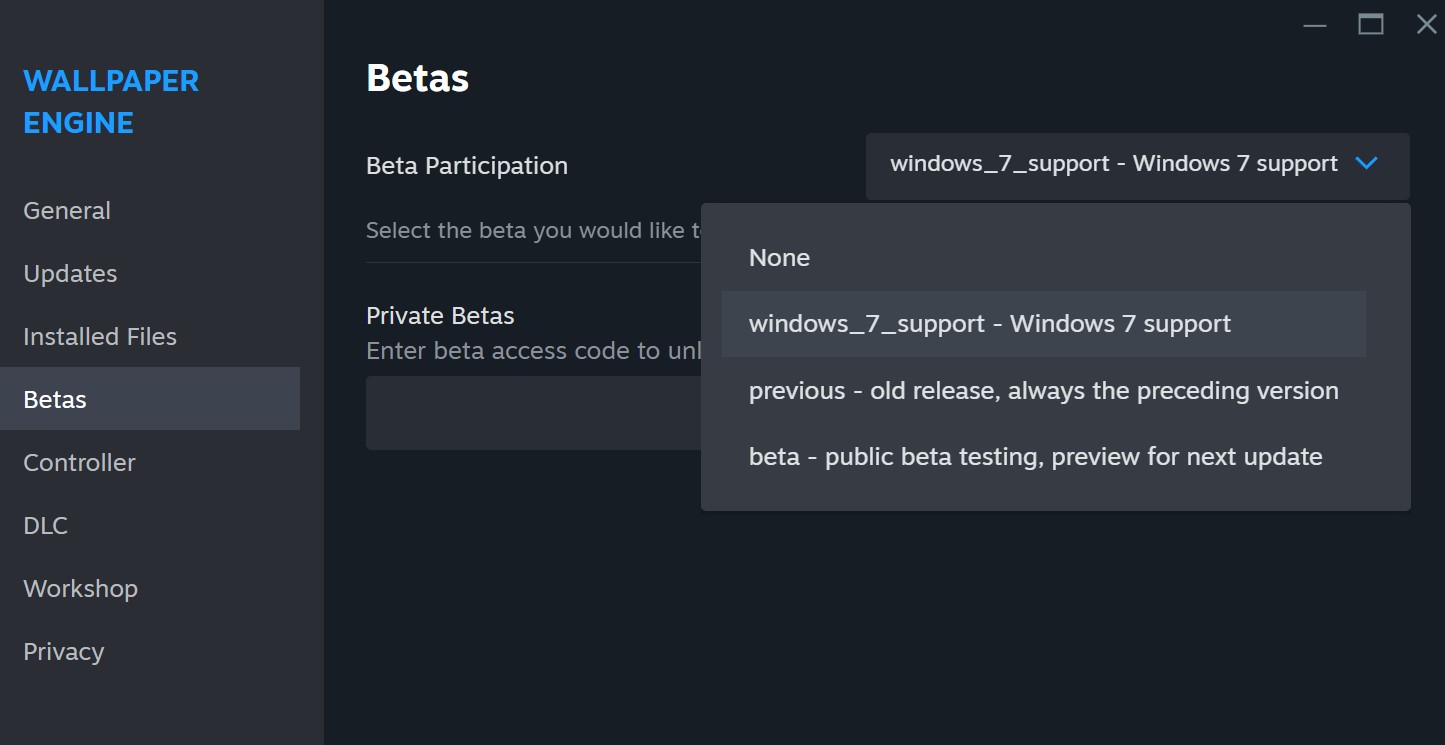 WALLPAPER
ENGINE
General
Updates
Installed Files
Betas
Controller
DLC
Workshop
Privacy
Betas
Beta Participation
windows_7_support - Windows 7 support
Select the beta you would like
None
windows_7_support - Windows 7 support
previous - old release, always the preceding version
beta - public beta testing, preview for next update
Private Betas
Enter beta access code to